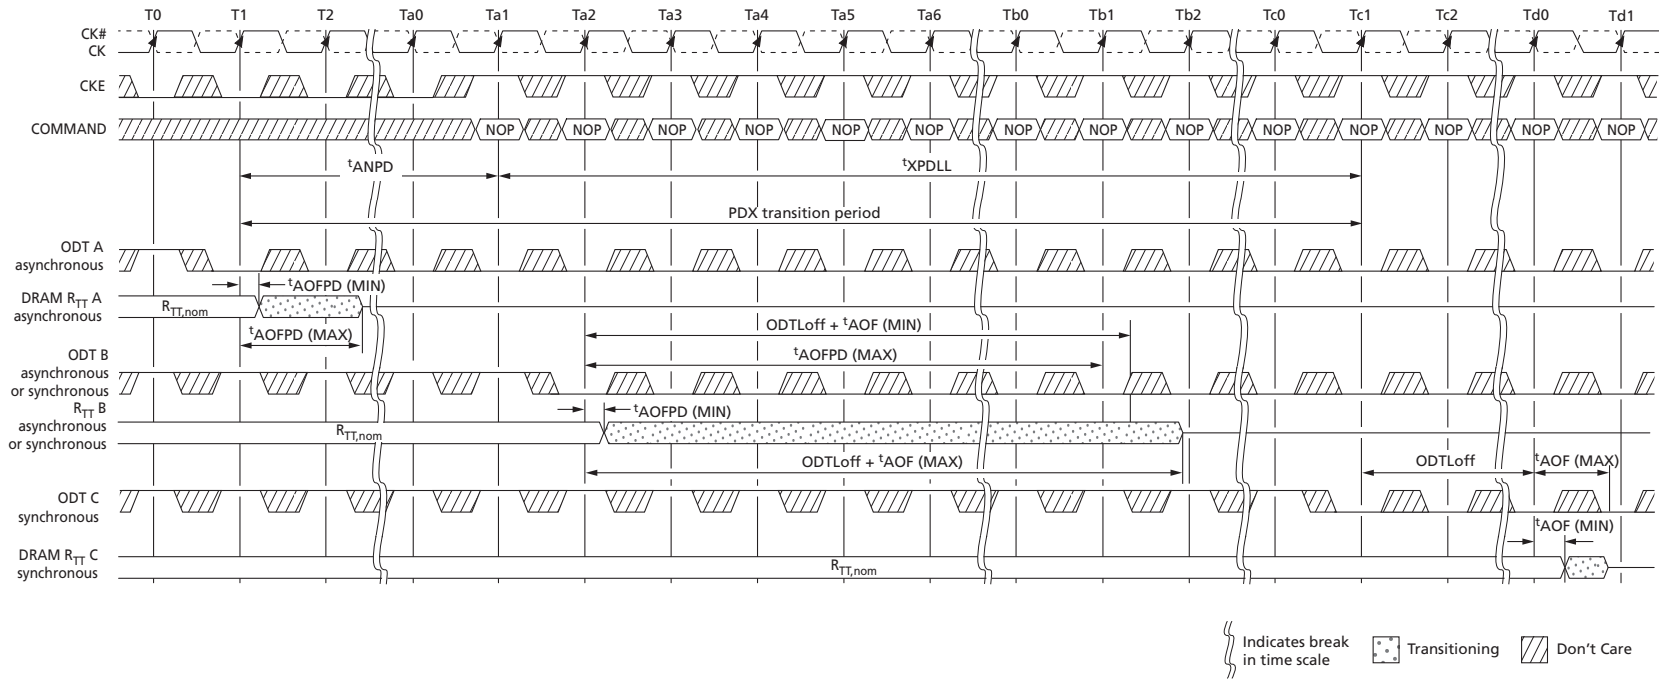 T0 T1 T2 Ta0 Ta1 Ta2 Ta3 Ta4 Ta5 Ta6 Tb0 Tb1 Tb2 Tc0 Tc1 Tc2 Td0 Td1
CK#
CK
CKE
COMMAND NOP NOP NOP NOP NOP NOP NOP NOP NOP NOP NOP NOP NOP NOP
tANPD tXPDLL
PDX transition period
ODT A
asynchronous
tAOFPD (MIN)
DRAM RTT A
asynchronous
RTT,nom
ODTLoff + tAOF (MIN)
tAOFPD (MAX)
tAOFPD (MAX)
ODT B
asynchronous
or synchronous
tAOFPD (MIN)
RTT B
asynchronous
or synchronous
RTT,nom
ODTLoff + tAOF (MAX) ODTLoff tAOF (MAX)
ODT C
synchronous
tAOF (MIN)
DRAM RTT C
synchronous
RTT,nom
Indicates break
in time scale
Transitioning
Don't Care